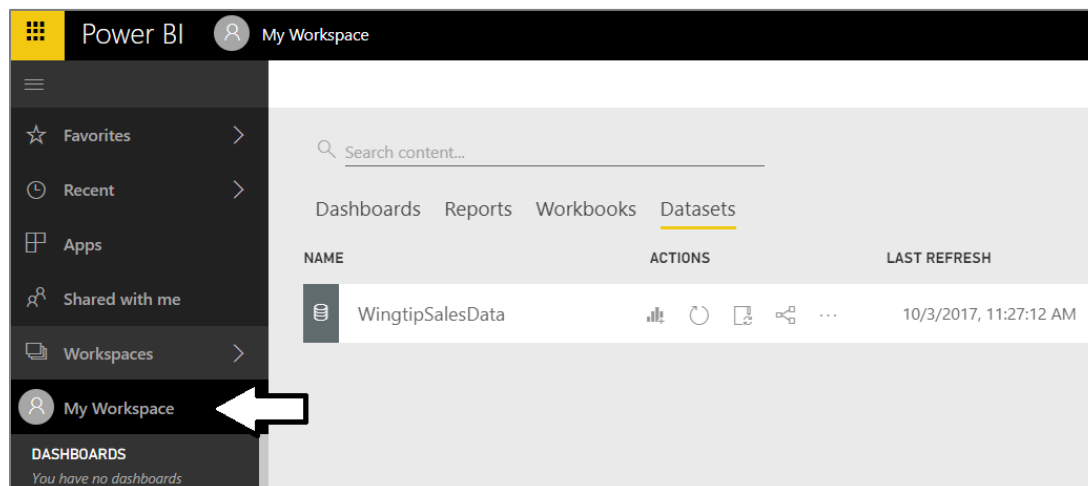 Power BI My Workspace
Favorites
Recent
Apps
Shared with me
Workspaces
My Workspace
DASHBOARDS
You have no dashboards
Search content...
Dashboards Reports Workbooks Datasets
NAME ACTIONS LAST REFRESH
WingtipSalesData 10/3/2017, 11:27:12 AM